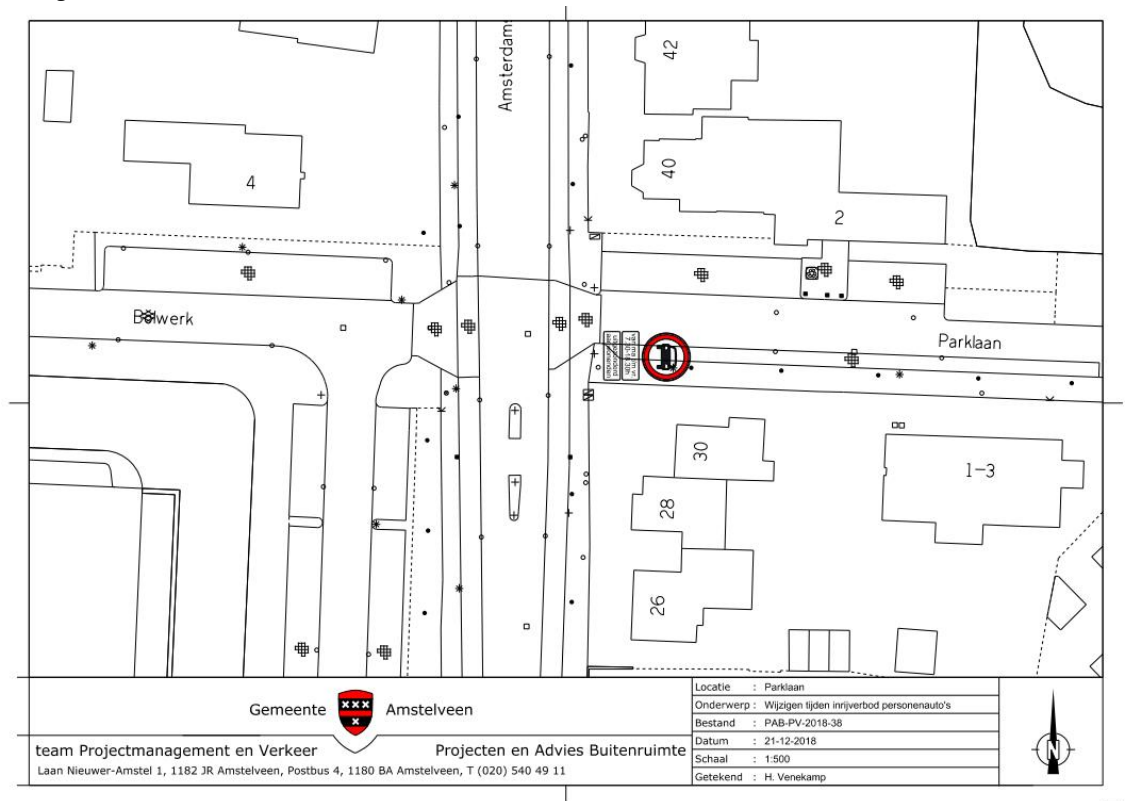 Amsterdams
42
40
4
2
Bolwerk
Parklaan
30
1-3
28
26
Gemeente Amstelveen
team Projectmanagement en Verkeer
Projecten en Advies Buitenruimte
Laan Nieuwer-Amstel 1, 1182 JR Amstelveen, Postbus 4, 1180 BA Amstelveen, T (020) 540 49 11
Locatie : Parklaan
Onderwerp : Wijzigen tijden inrijverbod personenauto's
Bestand : PAB-PV-2018-38
Datum : 21-12-2018
Schaal : 1:500
Getekend : H. Venekamp
N